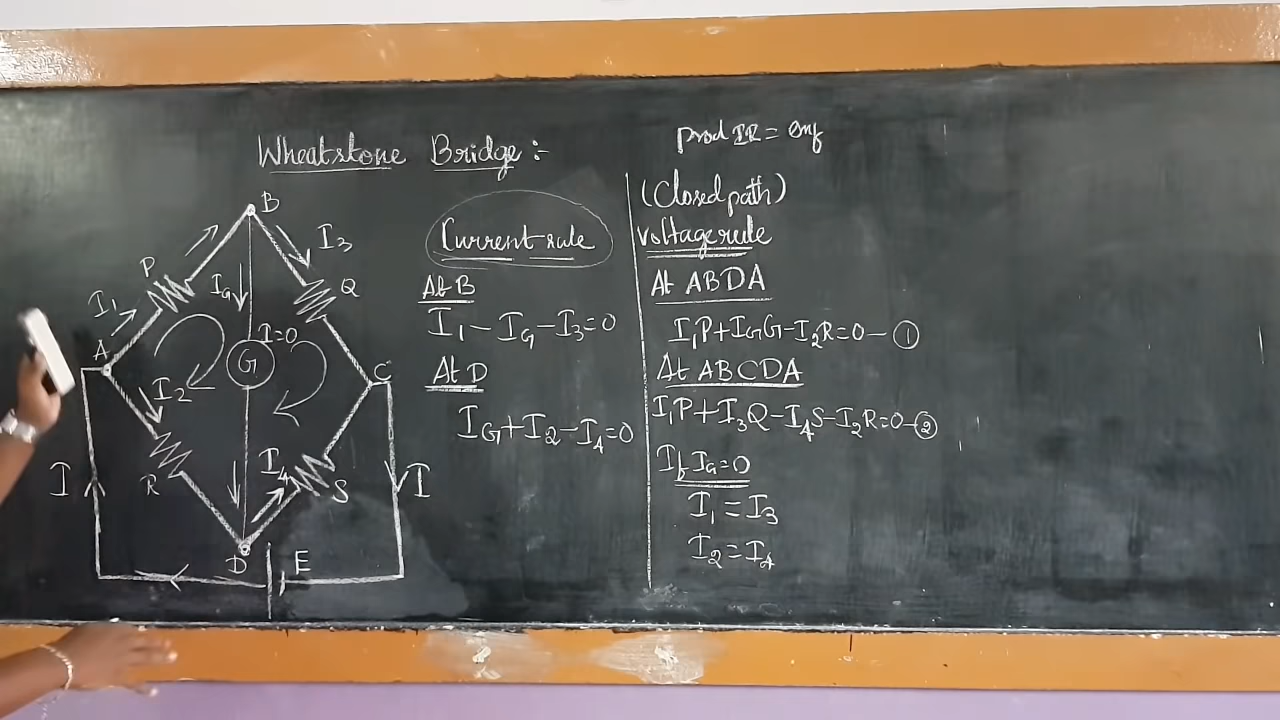 Wheatstone Bridge :-
B
I3
P
Q
IG
I1
I=0
A
G
C
I2
I4
R
S
I
I
D
E
Current rule
At B
I1 - IG - I3 = 0
At D
IG + I2 - I4 = 0
prod IR = emf
(Closed path)
voltage rule
At ABDA
I1P + IGG - I2R = 0 - ①
At ABCDA
I1P + I3Q - I4S - I2R = 0 - ②
If IG = 0
I1 = I3
I2 = I4